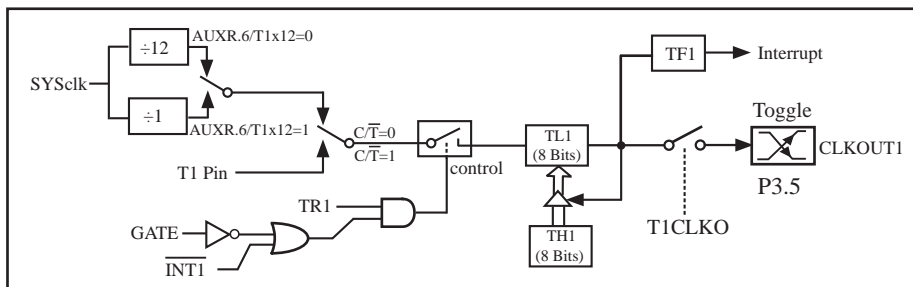 AUXR.6/T1x12=0
÷12
SYSclk
÷1
AUXR.6/T1x12=1
C/T̅=0
C/T̅=1
T1 Pin
control
TR1
GATE
I̅N̅T̅1̅
TL1
(8 Bits)
TH1
(8 Bits)
TF1
Interrupt
Toggle
CLKOUT1
P3.5
T1CLKO